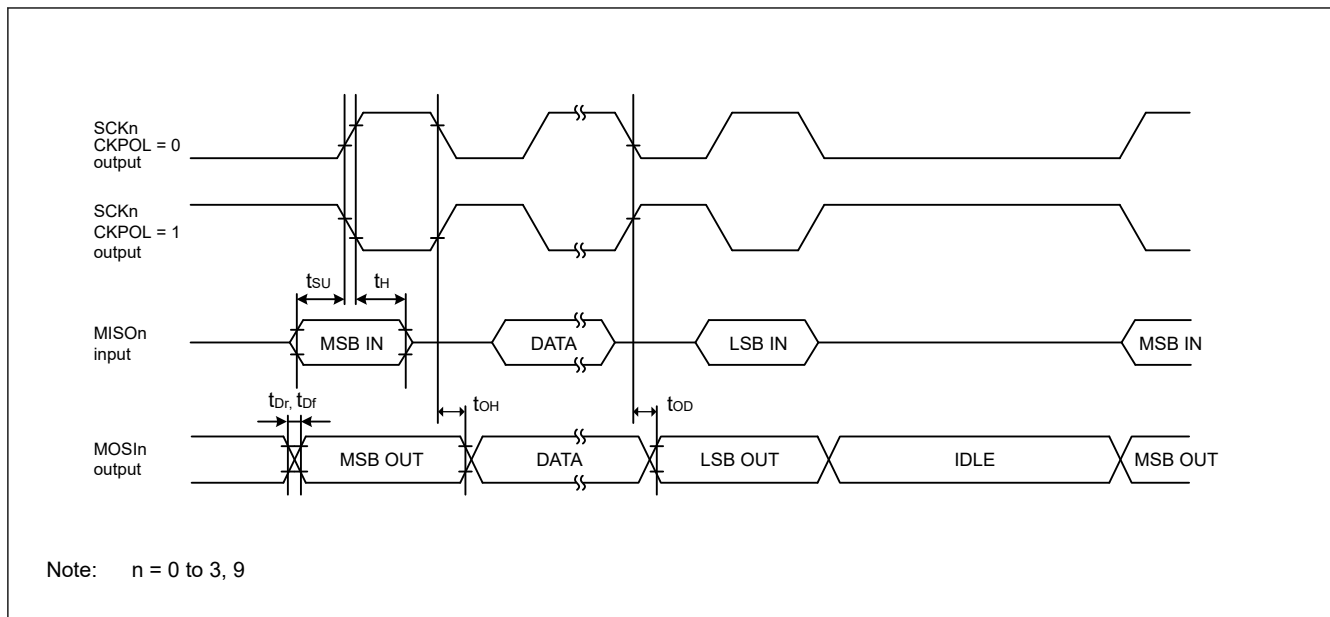 SCKn
CKPOL = 0
output
SCKn
CKPOL = 1
output
tSU
tH
MISOn
input
MSB IN
DATA
LSB IN
MSB IN
tDr, tDf
tOH
tOD
MOSIn
output
MSB OUT
DATA
LSB OUT
IDLE
MSB OUT
Note: n = 0 to 3, 9